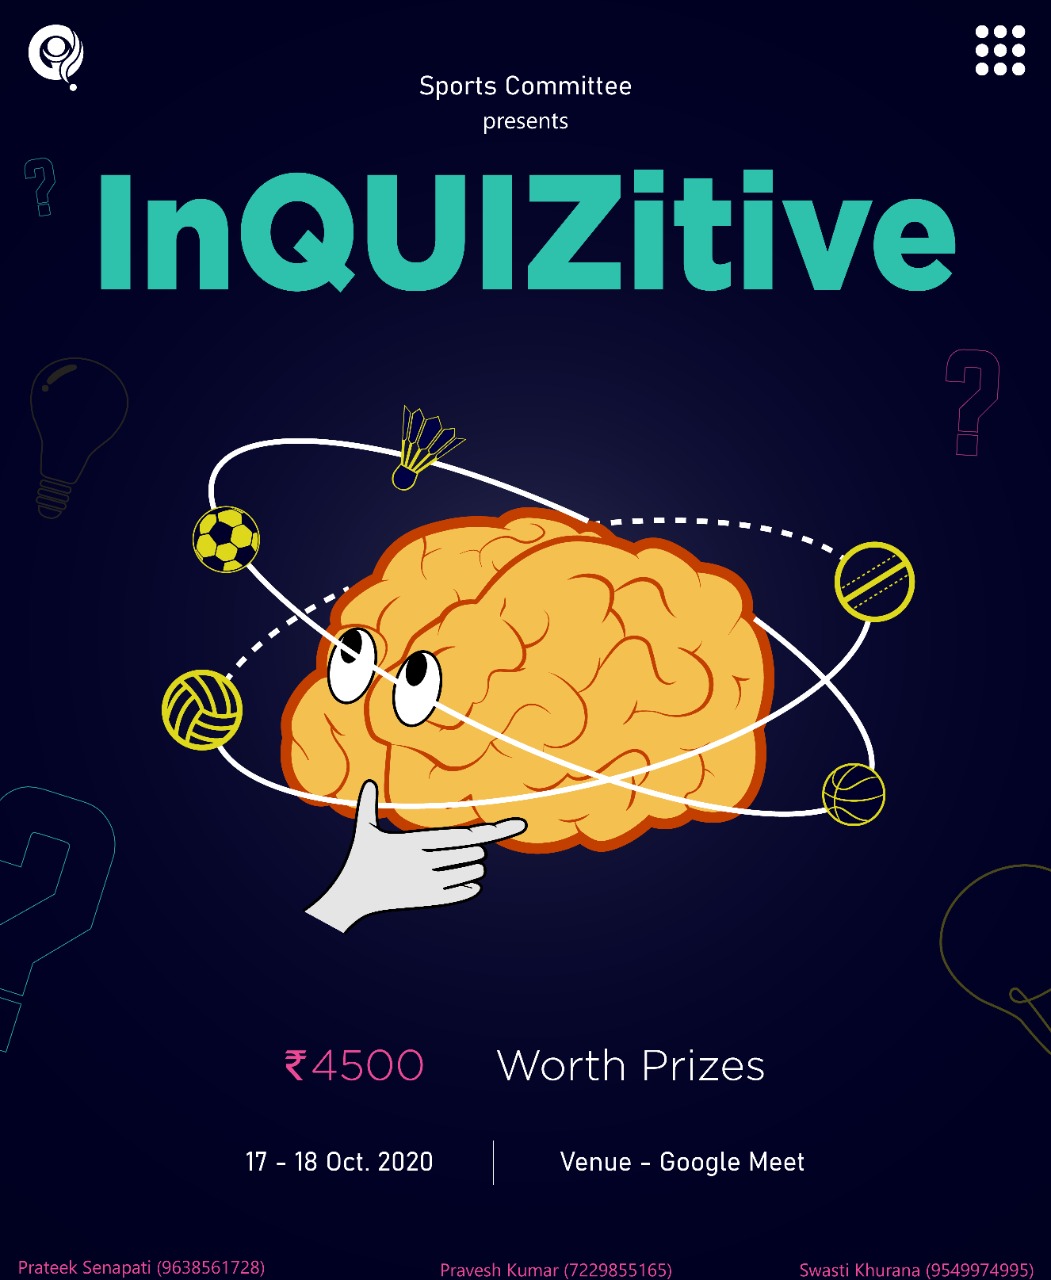 Sports Committee
presents
InQUIZitive
₹4500 Worth Prizes
17 - 18 Oct. 2020 Venue - Google Meet
Prateek Senapati (9638561728) Pravesh Kumar (7229855165) Swasti Khurana (9549974995)